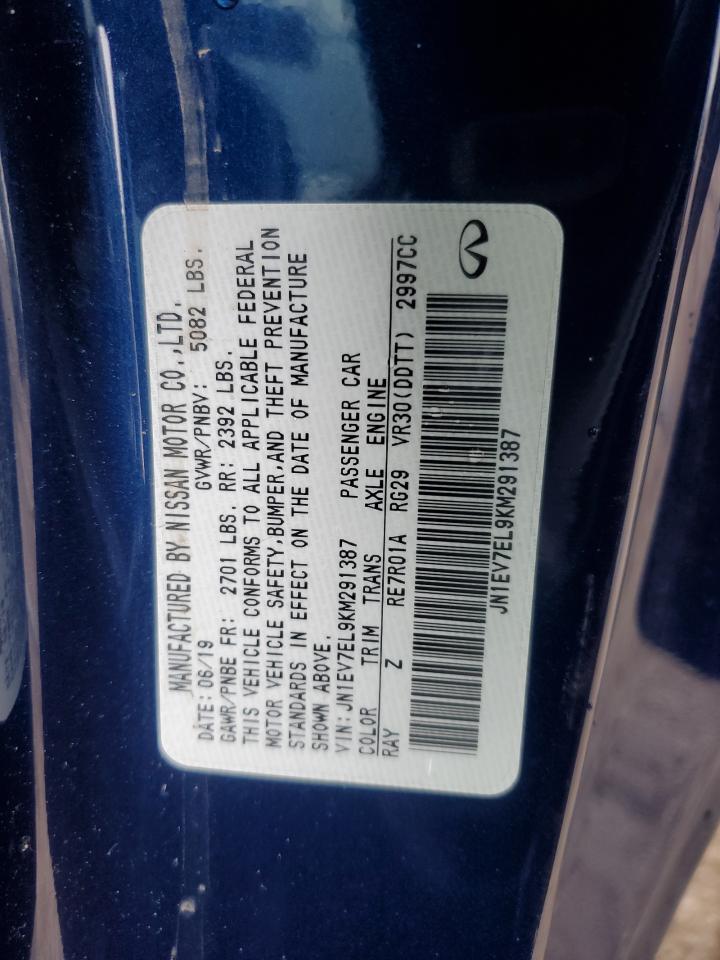 MANUFACTURED BY NISSAN MOTOR CO.,LTD.
DATE: 06/19 GVWR/PNBV: 5082 LBS.
GAWR/PNBE FR: 2701 LBS. RR: 2392 LBS.
THIS VEHICLE CONFORMS TO ALL APPLICABLE FEDERAL
MOTOR VEHICLE SAFETY,BUMPER,AND THEFT PREVENTION
STANDARDS IN EFFECT ON THE DATE OF MANUFACTURE
SHOWN ABOVE.
VIN:JN1EV7EL9KM291387 PASSENGER CAR
COLOR TRIM TRANS AXLE ENGINE
RAY Z RE7R01A RG29 VR30(DDTT) 2997CC
JN1EV7EL9KM291387